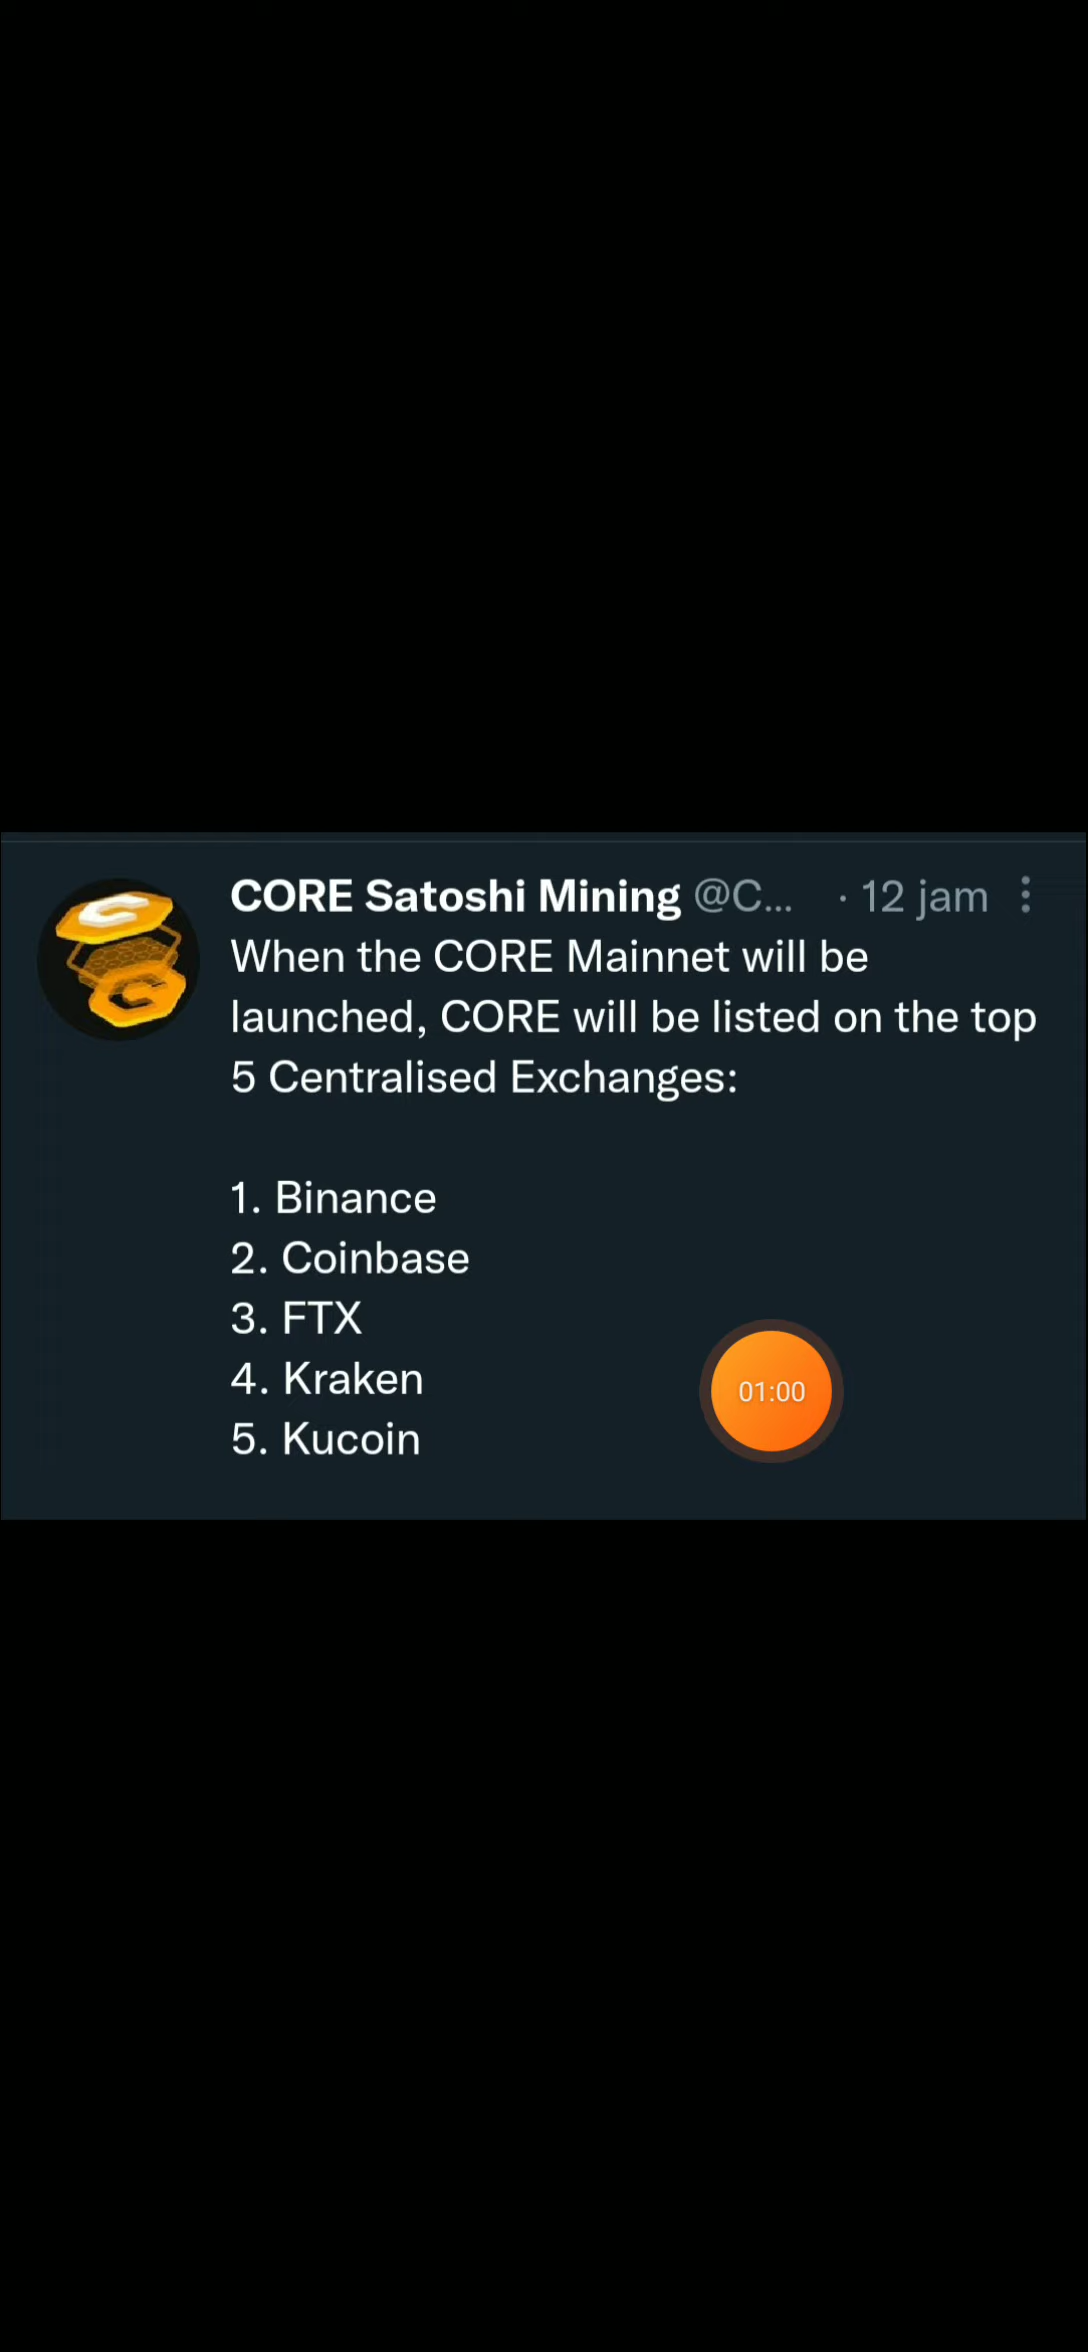 CORE Satoshi Mining @C... · 12 jam
When the CORE Mainnet will be
launched, CORE will be listed on the top
5 Centralised Exchanges:
1. Binance
2. Coinbase
3. FTX
4. Kraken
5. Kucoin
01:00